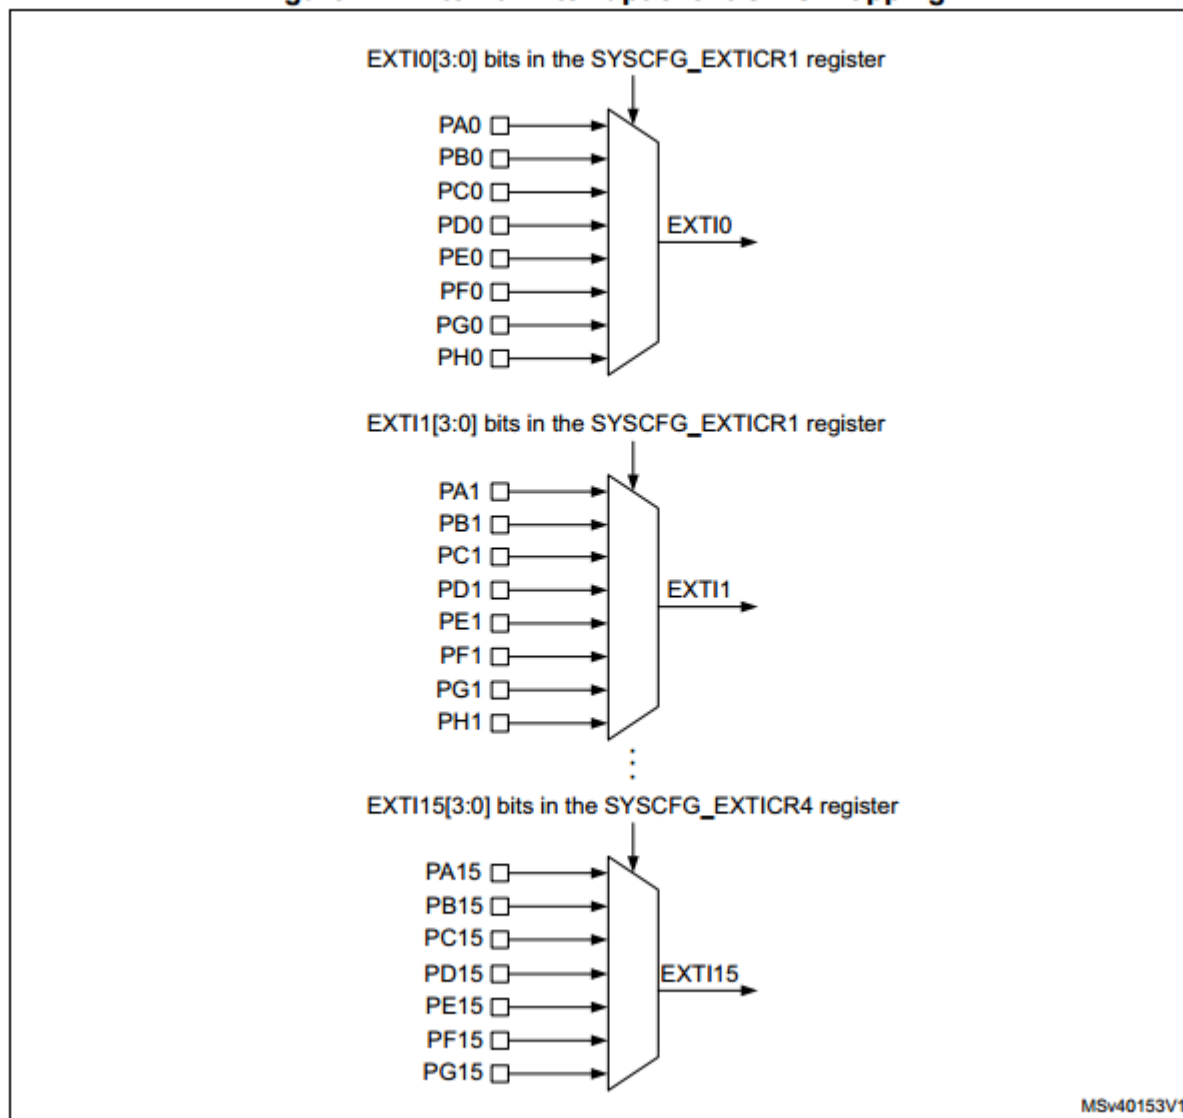 EXTI0[3:0] bits in the SYSCFG_EXTICR1 register
PA0
PB0
PC0
PD0
EXTI0
PE0
PF0
PG0
PH0
EXTI1[3:0] bits in the SYSCFG_EXTICR1 register
PA1
PB1
PC1
PD1
EXTI1
PE1
PF1
PG1
PH1
EXTI15[3:0] bits in the SYSCFG_EXTICR4 register
PA15
PB15
PC15
PD15
EXTI15
PE15
PF15
PG15
MSv40153V1